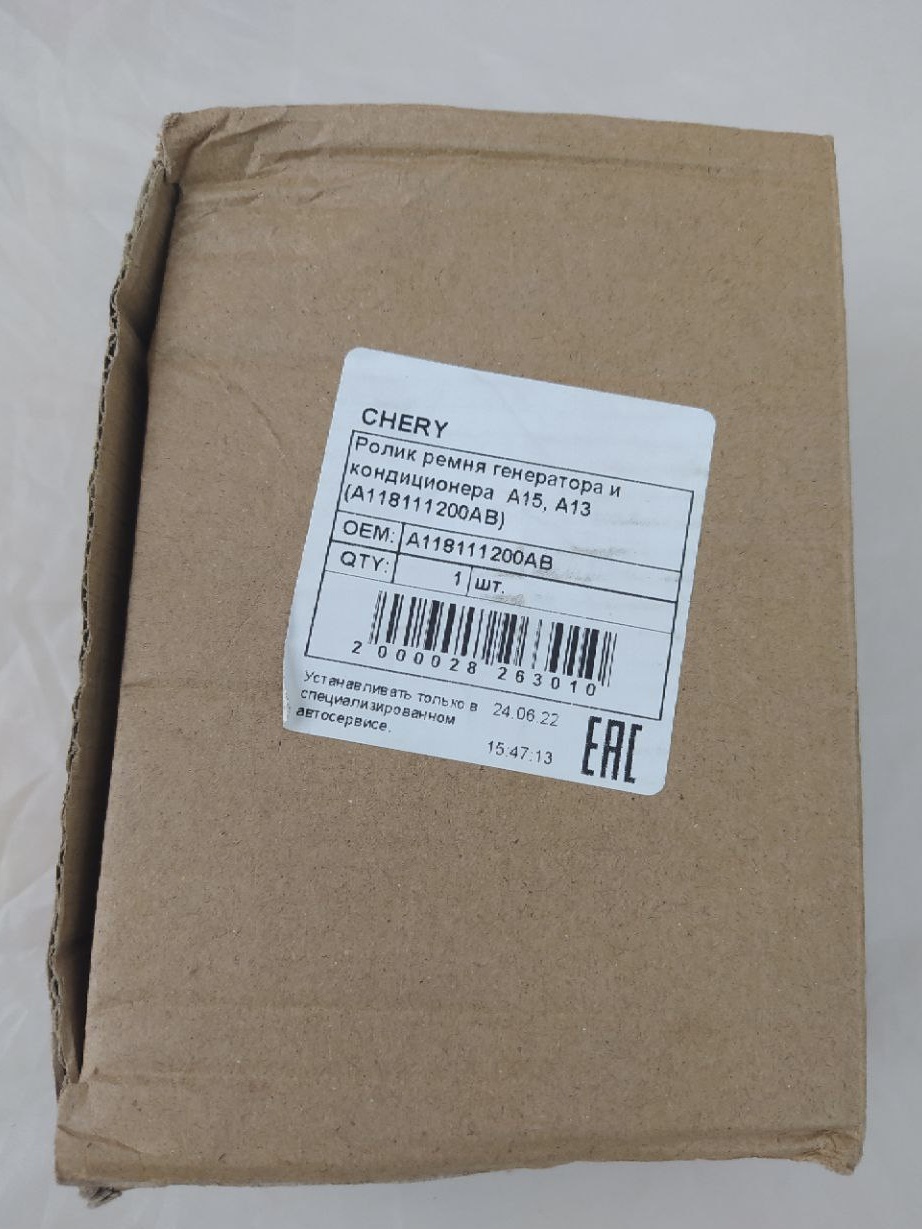 CHERY
Ролик ремня генератора и
кондиционера A15, A13
(A118111200AB)
OEM: A118111200AB
QTY: 1 шт.
2 000028 263010
Устанавливать только в
специализированном
автосервисе.
24.06.22
15:47:13
EAC